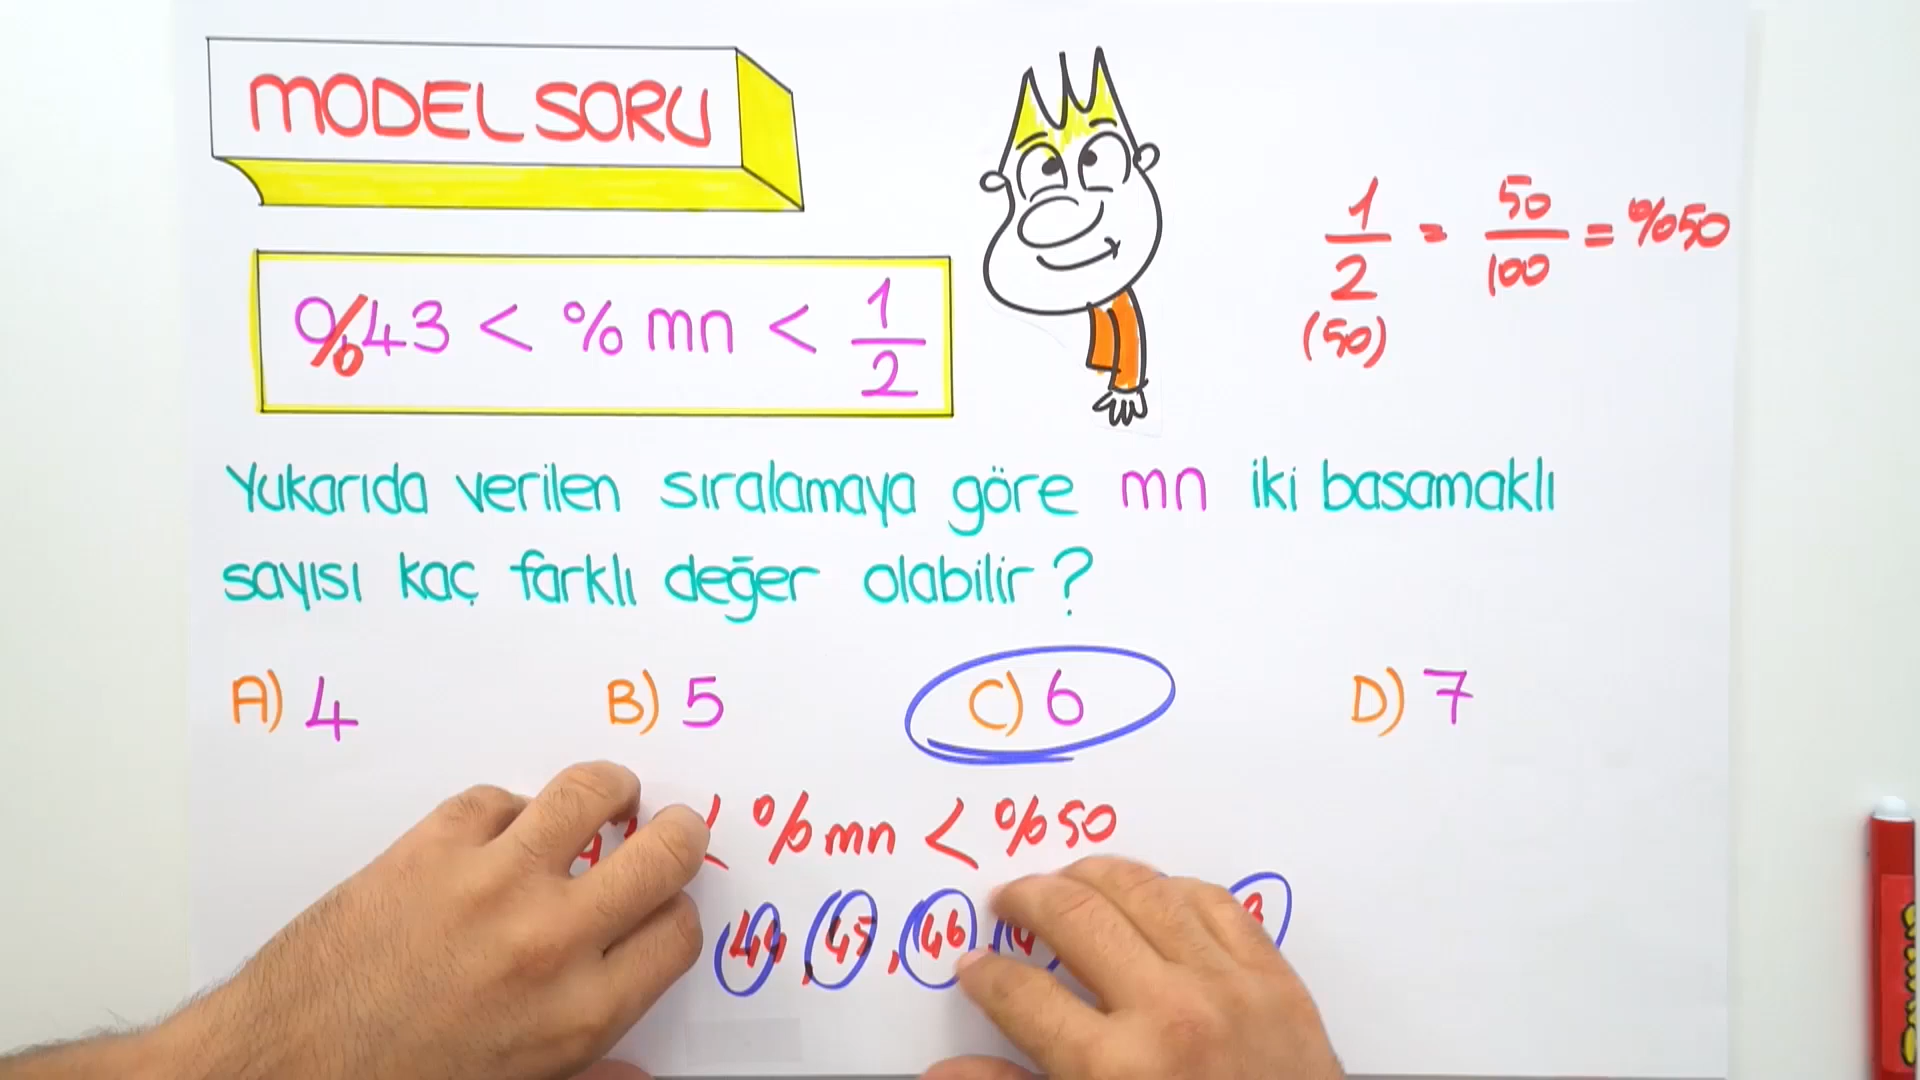 MODEL SORU
%43 < % mn < 1/2
1/2 = 50/100 = %50
(50)
Yukarıda verilen sıralamaya göre mn iki basamaklı
sayısı kaç farklı değer olabilir?
A) 4 B) 5 C) 6 D) 7
< %mn < %50
44, 45, 46,